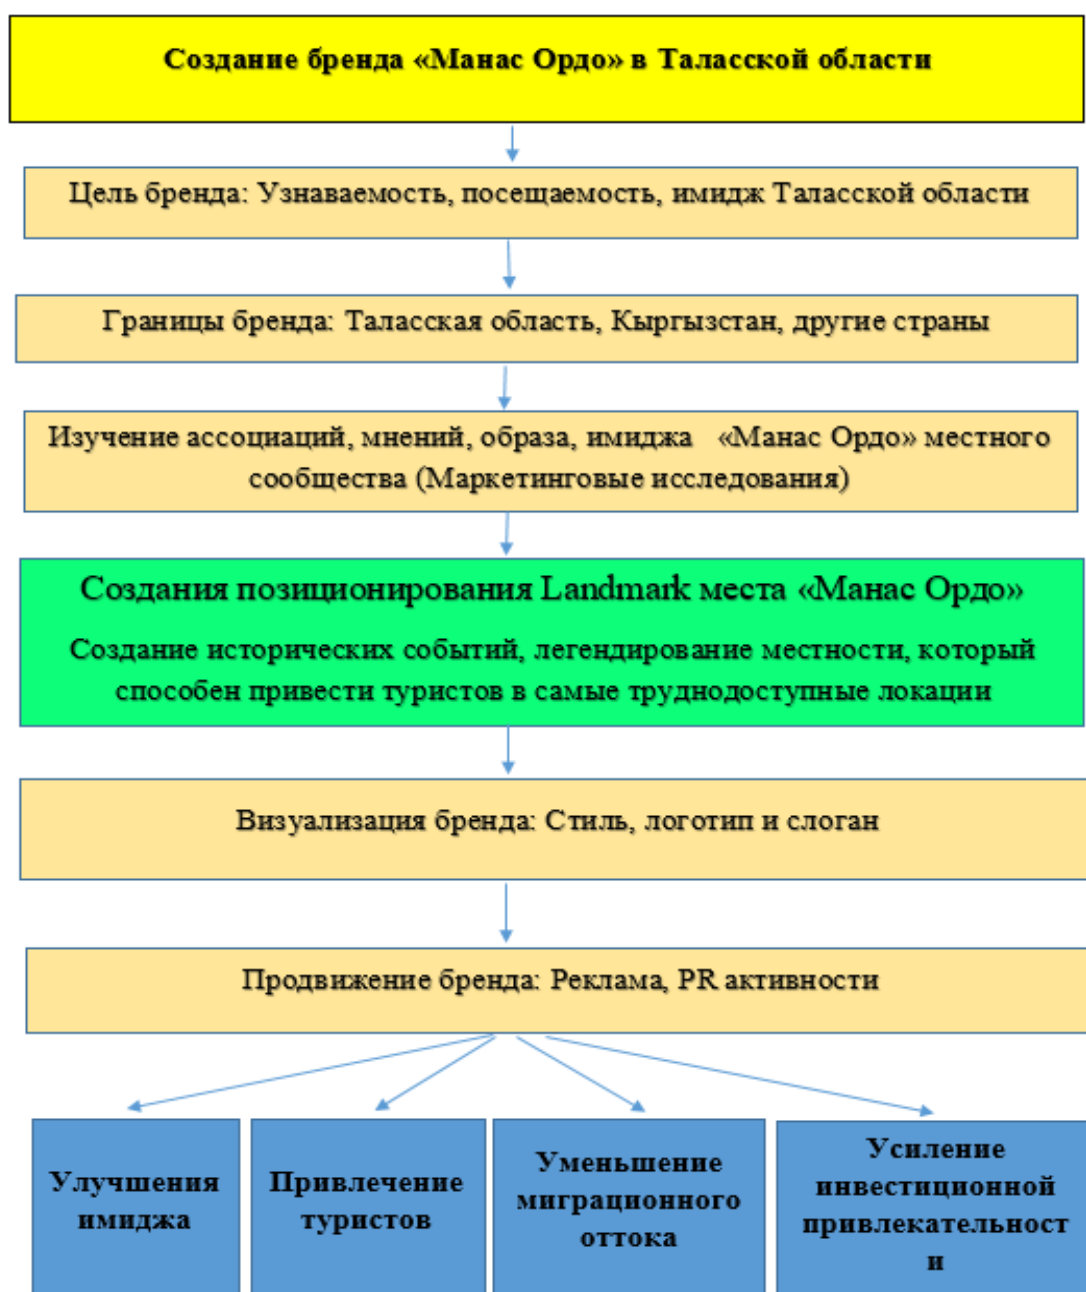 Создание бренда «Манас Ордо» в Таласской области
Цель бренда: Узнаваемость, посещаемость, имидж Таласской области
Границы бренда: Таласская область, Кыргызстан, другие страны
Изучение ассоциаций, мнений, образа, имиджа «Манас Ордо» местного
сообщества (Маркетинговые исследования)
Создания позиционирования Landmark места «Манас Ордо»
Создание исторических событий, легендирование местности, который
способен привести туристов в самые труднодоступные локации
Визуализация бренда: Стиль, логотип и слоган
Продвижение бренда: Реклама, PR активности
Улучшения
имиджа
Привлечение
туристов
Уменьшение
миграционного
оттока
Усиление
инвестиционной
привлекательност
и